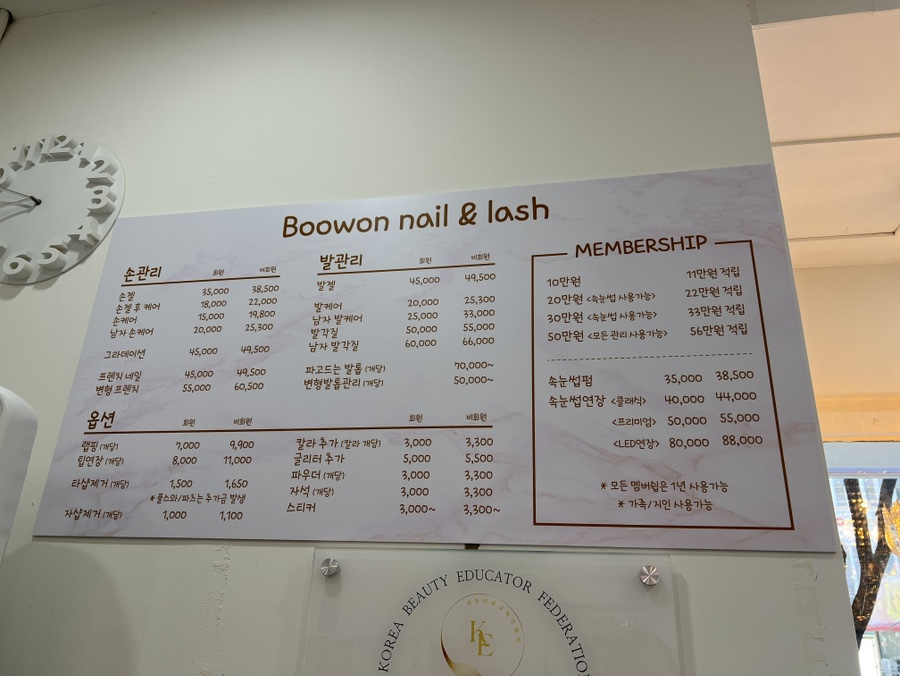 Boowon nail & lash
손관리 회원 비회원
손젤 35,000 38,500
손젤 후 케어 18,000 22,000
손케어 15,000 19,800
남자 손케어 20,000 25,300
그라데이션 45,000 49,500
프렌치 네일 45,000 49,500
변형 프렌치 55,000 60,500
발관리 회원 비회원
발젤 45,000 49,500
발케어 20,000 25,300
남자 발케어 25,000 33,000
발각질 50,000 55,000
남자 발각질 60,000 66,000
파고드는 발톱 (개당) 70,000~
변형발톱관리 (개당) 50,000~
옵션 회원 비회원 회원 비회원
랩핑 (개당) 7,000 9,900
팁연장 (개당) 8,000 11,000
타샵제거 (개당) 1,500 1,650
* 풀스와/파츠는 추가금 발생
자샵제거 (개당) 1,000 1,100
칼라 추가 (칼라 개당) 3,000 3,300
글리터 추가 5,000 5,500
파우더 (개당) 3,000 3,300
자석 (개당) 3,000 3,300
스티커 3,000~ 3,300~
MEMBERSHIP
10만원 11만원 적립
20만원 <속눈썹 사용가능> 22만원 적립
30만원 <속눈썹 사용가능> 33만원 적립
50만원 <모든 관리 사용가능> 56만원 적립
속눈썹펌 35,000 38,500
속눈썹연장 <클래식> 40,000 44,000
<프리미엄> 50,000 55,000
<LED연장> 80,000 88,000
* 모든 멤버쉽은 1년 사용가능
* 가족/지인 사용가능
KOREA BEAUTY EDUCATOR FEDERATION
KE
11 12 1 2 3 4 5 6